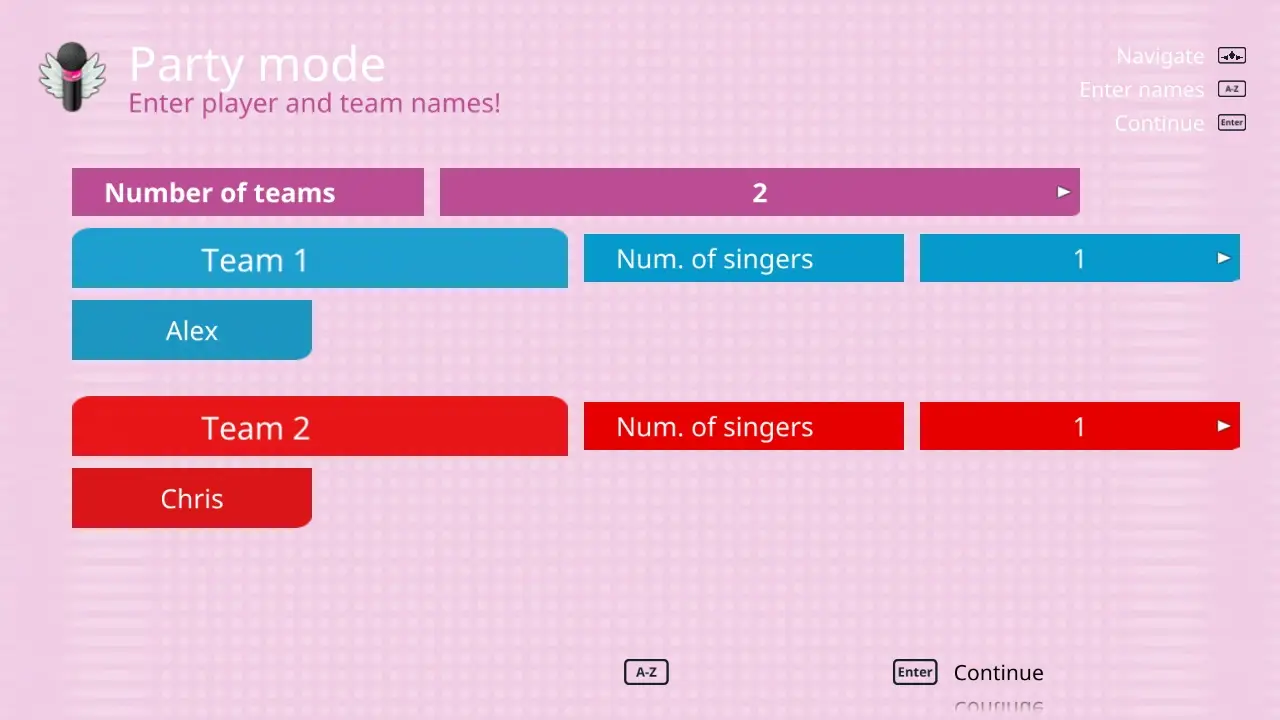 Party mode
Enter player and team names!
Navigate
Enter names A-Z
Continue Enter
Number of teams 2
Team 1 Num. of singers 1
Alex
Team 2 Num. of singers 1
Chris
A-Z Enter Continue